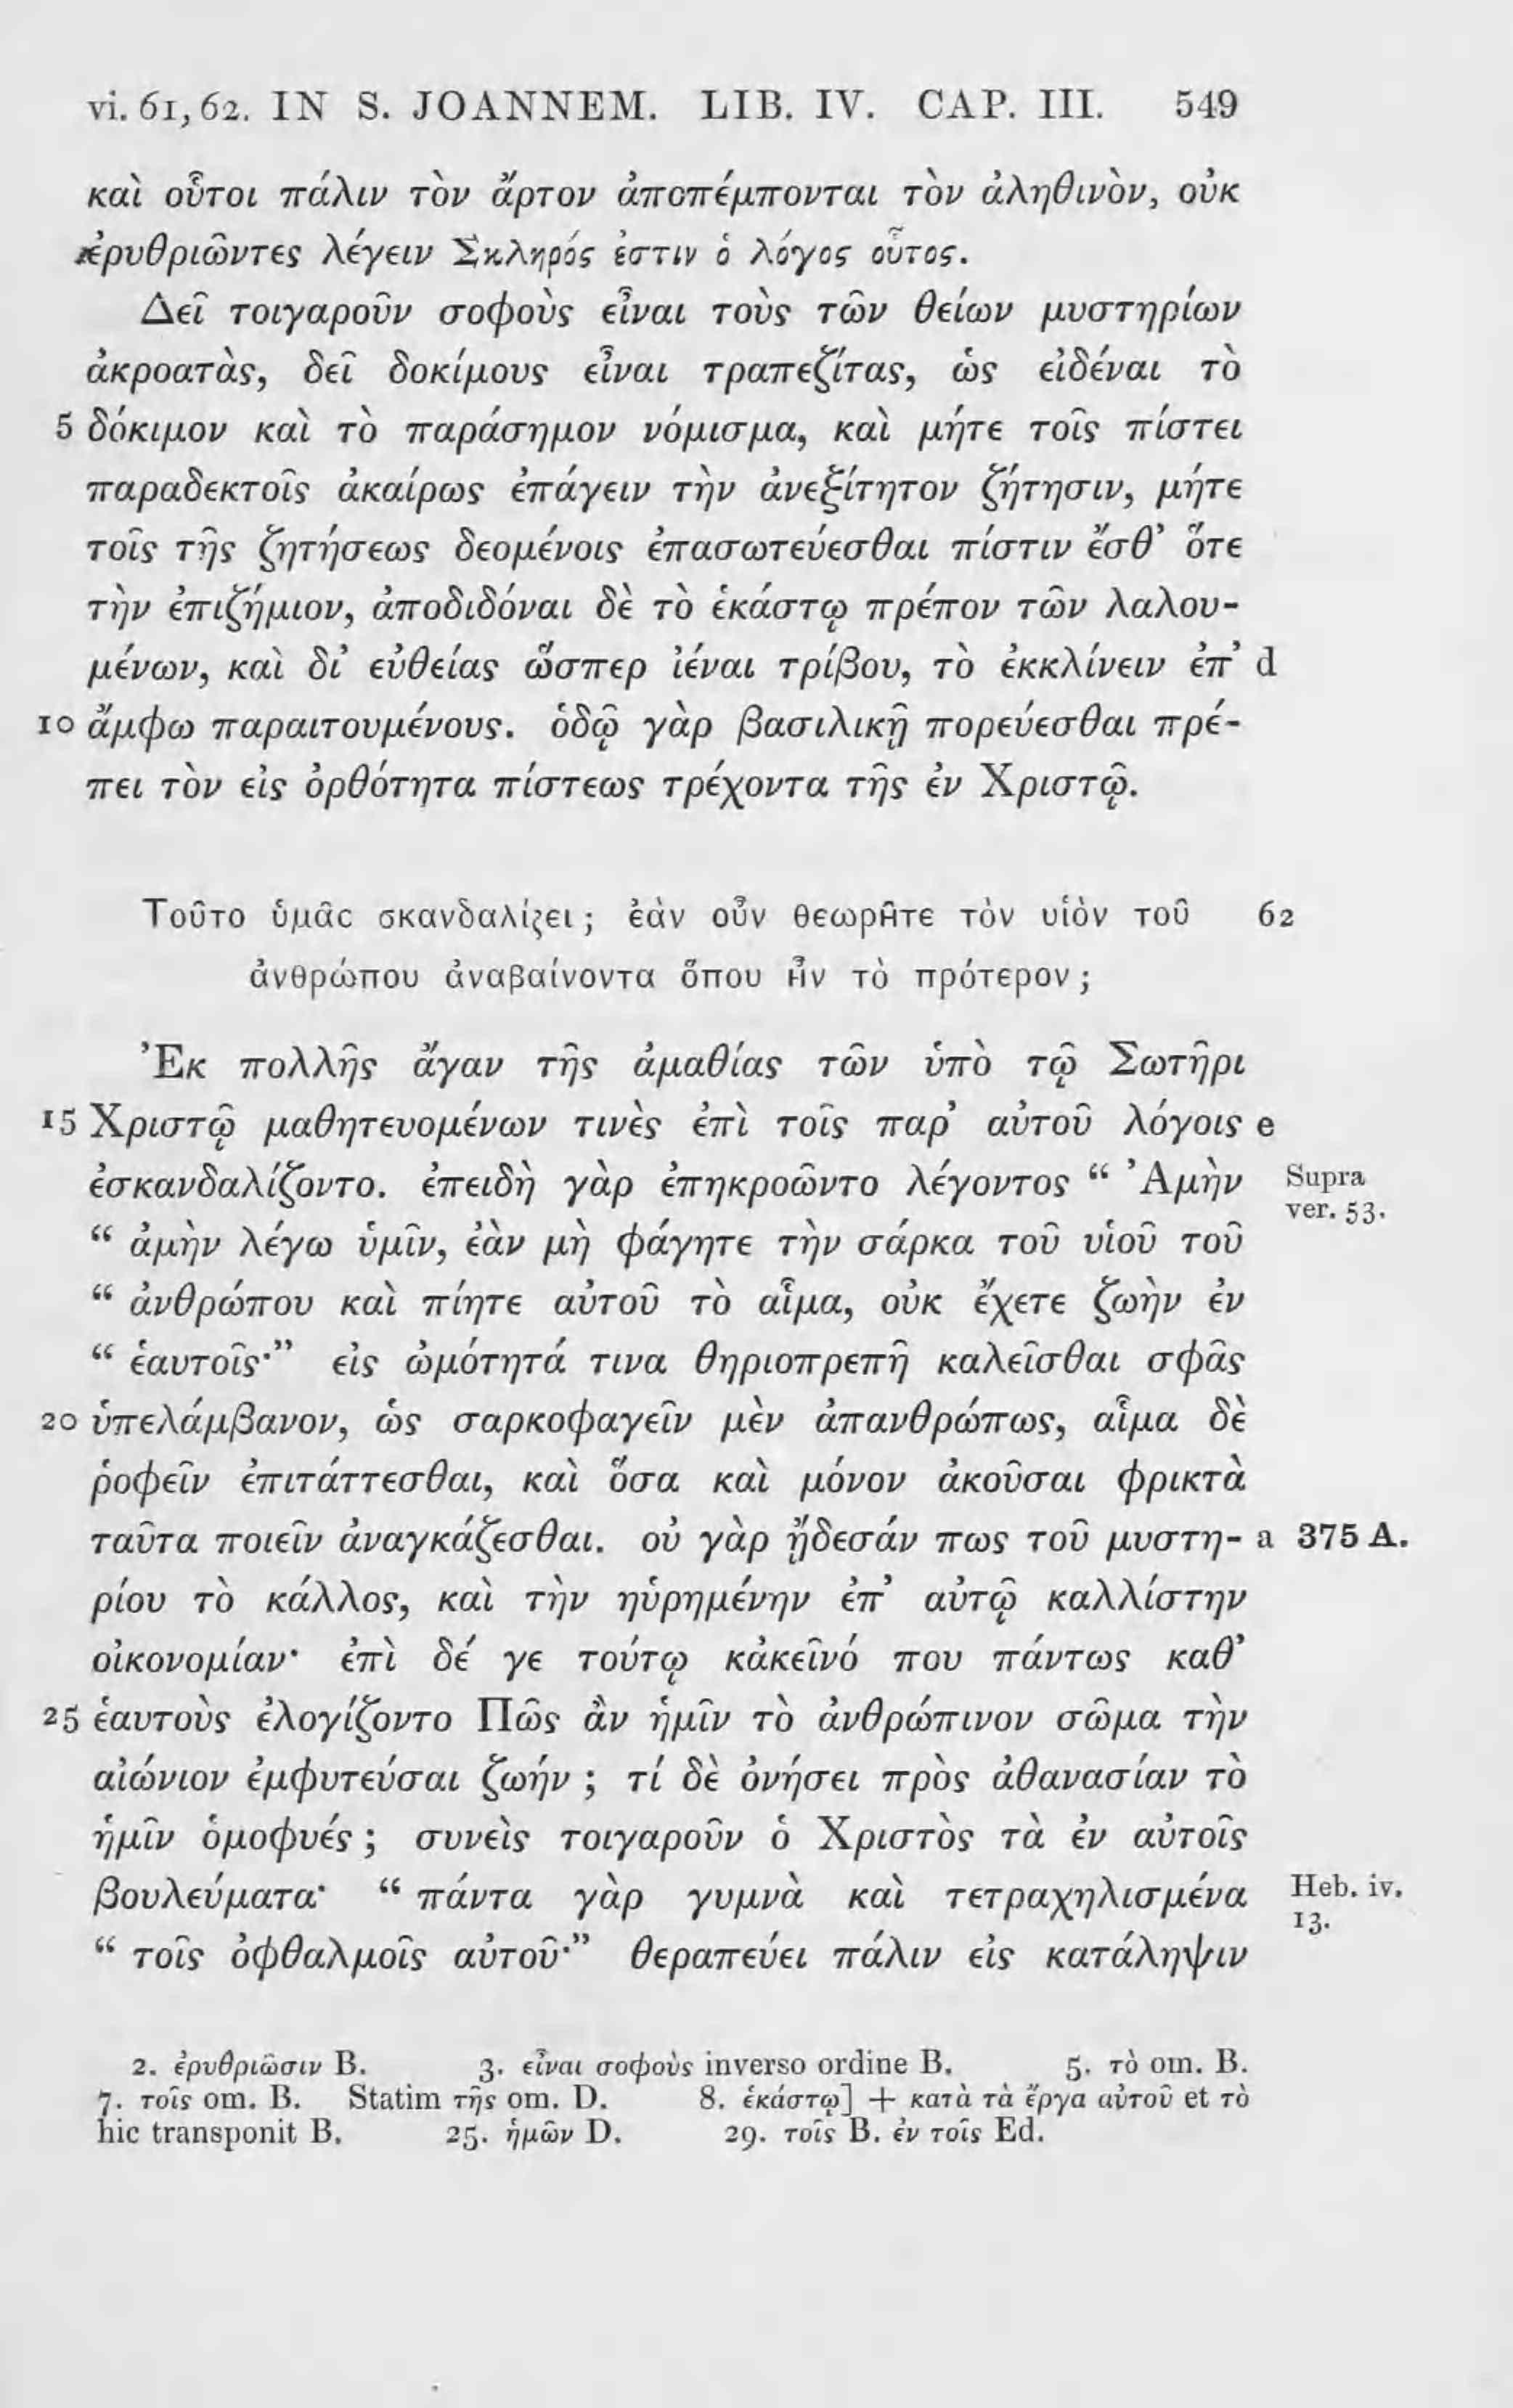 vi. 61, 62. IN S. JOANNEM. LIB. IV. CAP. III. 549
καὶ οὗτοι πάλιν τὸν ἄρτον ἀποπέμπονται τὸν ἀληθινὸν, οὐκ
ἐρυθριῶντες λέγειν Σκληρός ἐστιν ὁ λόγος οὗτος.
Δεῖ τοιγαροῦν σοφοὺς εἶναι τοὺς τῶν θείων μυστηρίων
ἀκροατὰς, δεῖ δοκίμους εἶναι τραπεζίτας, ὡς εἰδέναι τὸ
5 δόκιμον καὶ τὸ παράσημον νόμισμα, καὶ μήτε τοῖς πίστει
παραδεκτοῖς ἀκαίρως ἐπάγειν τὴν ἀνεξίτητον ζήτησιν, μήτε
τοῖς τῆς ζητήσεως δεομένοις ἐπασωτεύεσθαι πίστιν ἔσθ’ ὅτε
τὴν ἐπιζήμιον, ἀποδιδόναι δὲ τὸ ἑκάστῳ πρέπον τῶν λαλου-
μένων, καὶ δι’ εὐθείας ὥσπερ ἰέναι τρίβου, τὸ ἐκκλίνειν ἐπ’ d
10 ἄμφω παραιτουμένους. ὁδῷ γὰρ βασιλικῇ πορεύεσθαι πρέ-
πει τὸν εἰς ὀρθότητα πίστεως τρέχοντα τῆς ἐν Χριστῷ.
Τοῦτο ὑμᾶς σκανδαλίζει; ἐὰν οὖν θεωρῆτε τὸν υἱὸν τοῦ 62
ἀνθρώπου ἀναβαίνοντα ὅπου ἦν τὸ πρότερον;
Ἐκ πολλῆς ἄγαν τῆς ἀμαθίας τῶν ὑπὸ τῷ Σωτῆρι
15 Χριστῷ μαθητευομένων τινὲς ἐπὶ τοῖς παρ’ αὐτοῦ λόγοις e
ἐσκανδαλίζοντο. ἐπειδὴ γὰρ ἐπηκροῶντο λέγοντος “ Ἀμὴν Supra
ver. 53.
“ ἀμὴν λέγω ὑμῖν, ἐὰν μὴ φάγητε τὴν σάρκα τοῦ υἱοῦ τοῦ
“ ἀνθρώπου καὶ πίητε αὐτοῦ τὸ αἷμα, οὐκ ἔχετε ζωὴν ἐν
“ ἑαυτοῖς·” εἰς ὠμότητά τινα θηριοπρεπῆ καλεῖσθαι σφᾶς
20 ὑπελάμβανον, ὡς σαρκοφαγεῖν μὲν ἀπανθρώπως, αἷμα δὲ
ῥοφεῖν ἐπιτάττεσθαι, καὶ ὅσα καὶ μόνον ἀκοῦσαι φρικτὰ
ταῦτα ποιεῖν ἀναγκάζεσθαι. οὐ γὰρ ᾔδεσάν πως τοῦ μυστη- a 375 A.
ρίου τὸ κάλλος, καὶ τὴν ηὑρημένην ἐπ’ αὐτῷ καλλίστην
οἰκονομίαν· ἐπὶ δέ γε τούτῳ κἀκεῖνό που πάντως καθ’
25 ἑαυτοὺς ἐλογίζοντο Πῶς ἂν ἡμῖν τὸ ἀνθρώπινον σῶμα τὴν
αἰώνιον ἐμφυτεύσαι ζωήν ; τί δὲ ὀνήσει πρὸς ἀθανασίαν τὸ
ἡμῖν ὁμοφυές ; συνεὶς τοιγαροῦν ὁ Χριστὸς τὰ ἐν αὐτοῖς
βουλεύματα· “ πάντα γὰρ γυμνὰ καὶ τετραχηλισμένα Heb. iv.
13.
“ τοῖς ὀφθαλμοῖς αὐτοῦ·” θεραπεύει πάλιν εἰς κατάληψιν
2. ἐρυθριῶσιν B. 3. εἶναι σοφοὺς inverso ordine B. 5. τὸ om. B.
7. τοῖς om. B. Statim τῆς om. D. 8. ἑκάστῳ] + κατὰ τὰ ἔργα αὐτοῦ et τὸ
hic transponit B. 25. ἡμῶν D. 29. τοῖς B. ἐν τοῖς Ed.